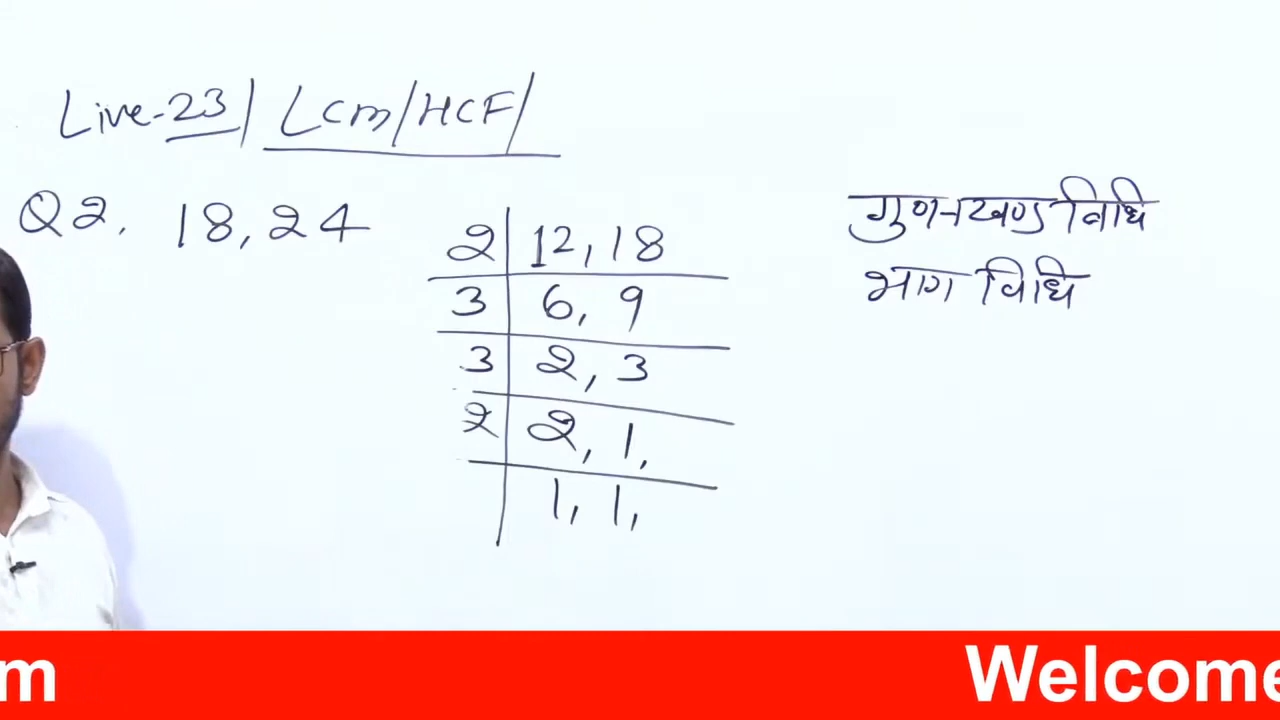 Live-23/ LCM/HCF/
Q2. 18, 24
2 | 12, 18
3 | 6, 9
3 | 2, 3
2 | 2, 1,
| 1, 1,
गुणनखण्ड विधि
भाग विधि
m Welcome